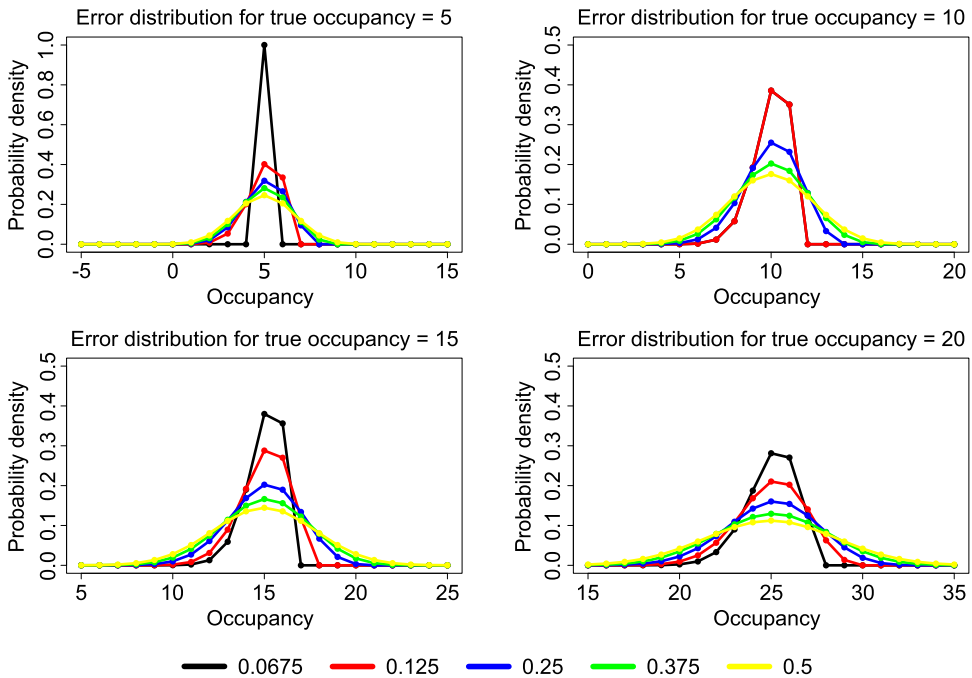 Error distribution for true occupancy = 5
Probability density
0.0 0.2 0.4 0.6 0.8 1.0
-5 0 5 10 15
Occupancy
Error distribution for true occupancy = 10
Probability density
0.0 0.1 0.2 0.3 0.4 0.5
0 5 10 15 20
Occupancy
Error distribution for true occupancy = 15
Probability density
0.0 0.1 0.2 0.3 0.4 0.5
5 10 15 20 25
Occupancy
Error distribution for true occupancy = 20
Probability density
0.0 0.1 0.2 0.3 0.4 0.5
15 20 25 30 35
Occupancy
0.0675 0.125 0.25 0.375 0.5